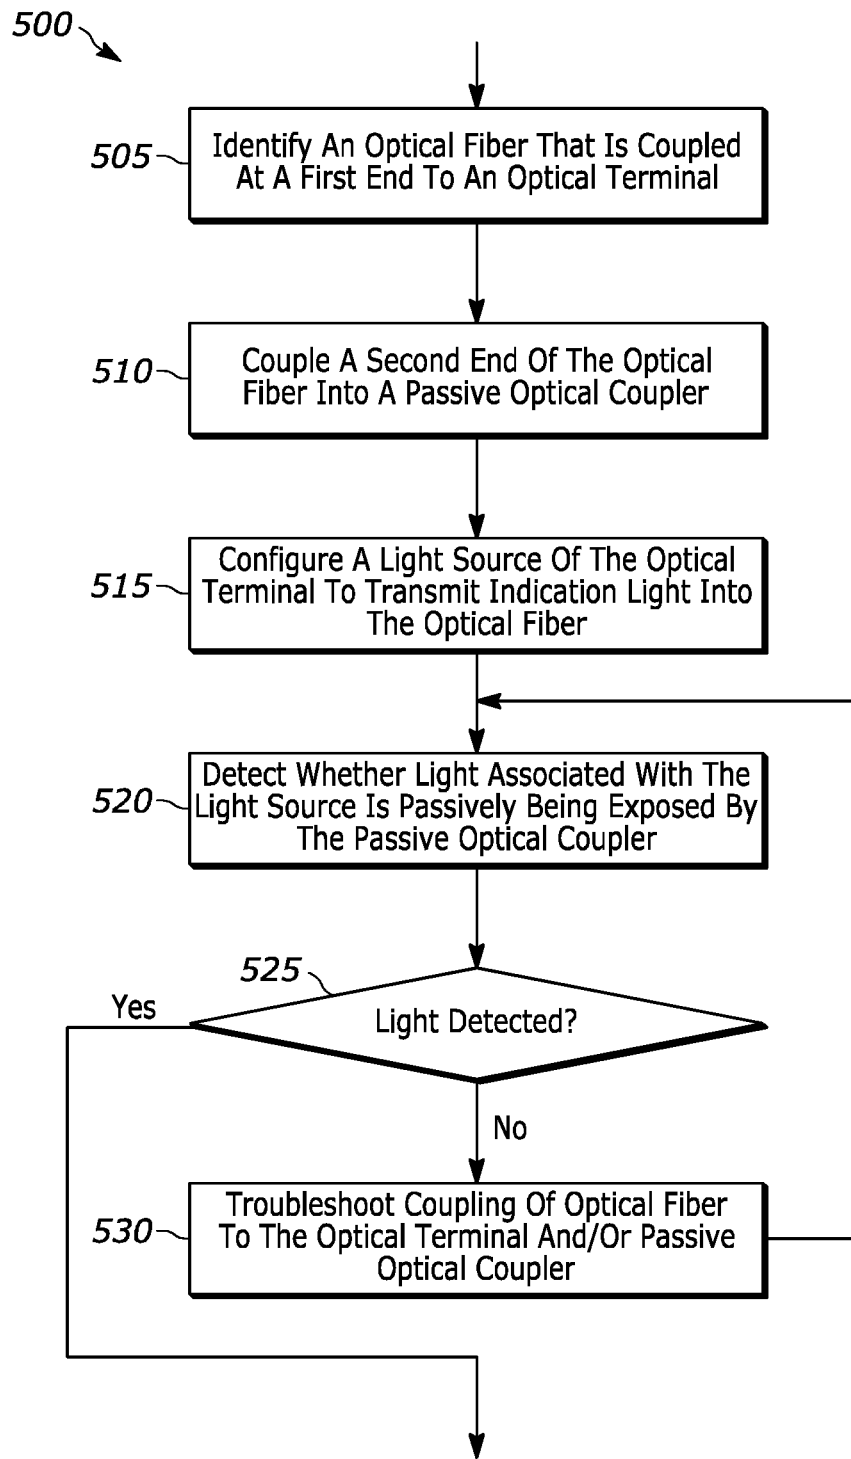 500
505
Identify An Optical Fiber That Is Coupled
At A First End To An Optical Terminal
510
Couple A Second End Of The Optical
Fiber Into A Passive Optical Coupler
515
Configure A Light Source Of The Optical
Terminal To Transmit Indication Light Into
The Optical Fiber
520
Detect Whether Light Associated With The
Light Source Is Passively Being Exposed By
The Passive Optical Coupler
525
Yes
Light Detected?
No
530
Troubleshoot Coupling Of Optical Fiber
To The Optical Terminal And/Or Passive
Optical Coupler